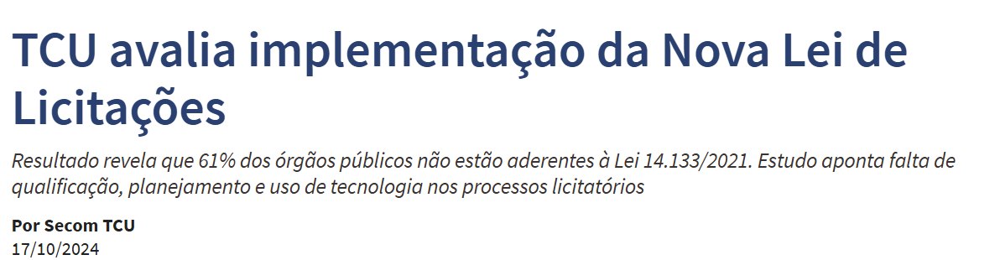 TCU avalia implementação da Nova Lei de
Licitações
Resultado revela que 61% dos órgãos públicos não estão aderentes à Lei 14.133/2021. Estudo aponta falta de
qualificação, planejamento e uso de tecnologia nos processos licitatórios
Por Secom TCU
17/10/2024